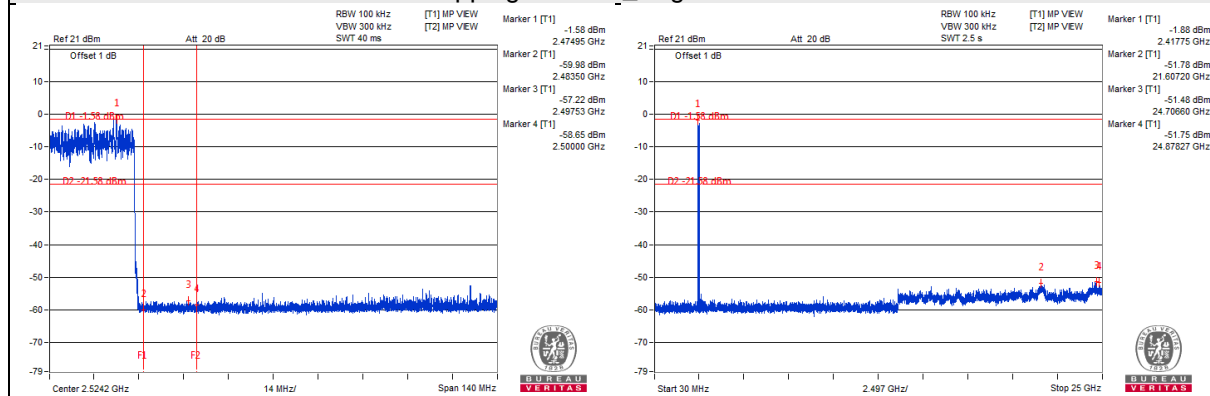 RBW 100 kHz [T1] MP VIEW
VBW 300 kHz [T2] MP VIEW
Ref 21 dBm Att 20 dB SWT 40 ms
Offset 1 dB
Marker 1 [T1]
-1.58 dBm
2.47495 GHz
Marker 2 [T1]
-59.98 dBm
2.48350 GHz
Marker 3 [T1]
-57.22 dBm
2.49753 GHz
Marker 4 [T1]
-58.65 dBm
2.50000 GHz
21
10
0
-10
-20
-30
-40
-50
-60
-70
-79
D1 -1.58 dBm
D2 -21.58 dBm
1
2
3
4
F1
F2
Center 2.5242 GHz 14 MHz/ Span 140 MHz
BUREAU VERITAS
1828
BUREAU
VERITAS
RBW 100 kHz [T1] MP VIEW
VBW 300 kHz [T2] MP VIEW
Ref 21 dBm Att 20 dB SWT 2.5 s
Offset 1 dB
Marker 1 [T1]
-1.88 dBm
2.41775 GHz
Marker 2 [T1]
-51.78 dBm
21.60720 GHz
Marker 3 [T1]
-51.48 dBm
24.70660 GHz
Marker 4 [T1]
-51.75 dBm
24.87827 GHz
21
10
0
-10
-20
-30
-40
-50
-60
-70
-79
D1 -1.58 dBm
D2 -21.58 dBm
1
2
3
4
Start 30 MHz 2.497 GHz/ Stop 25 GHz
BUREAU VERITAS
1828
BUREAU
VERITAS